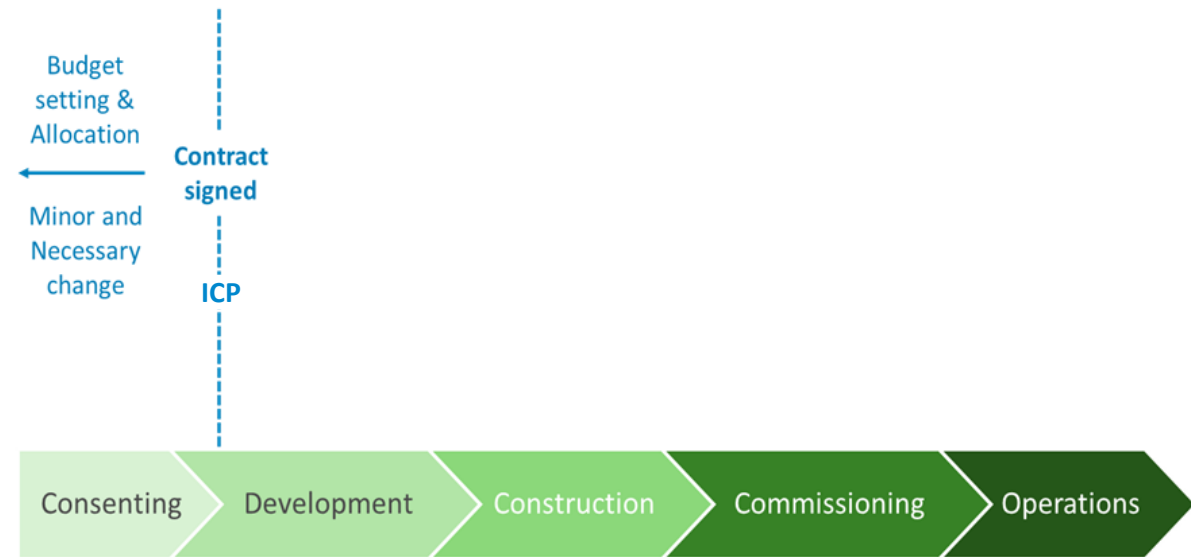 Budget
setting &
Allocation
Contract
signed
Minor and
Necessary
change
ICP
Consenting
Development
Construction
Commissioning
Operations